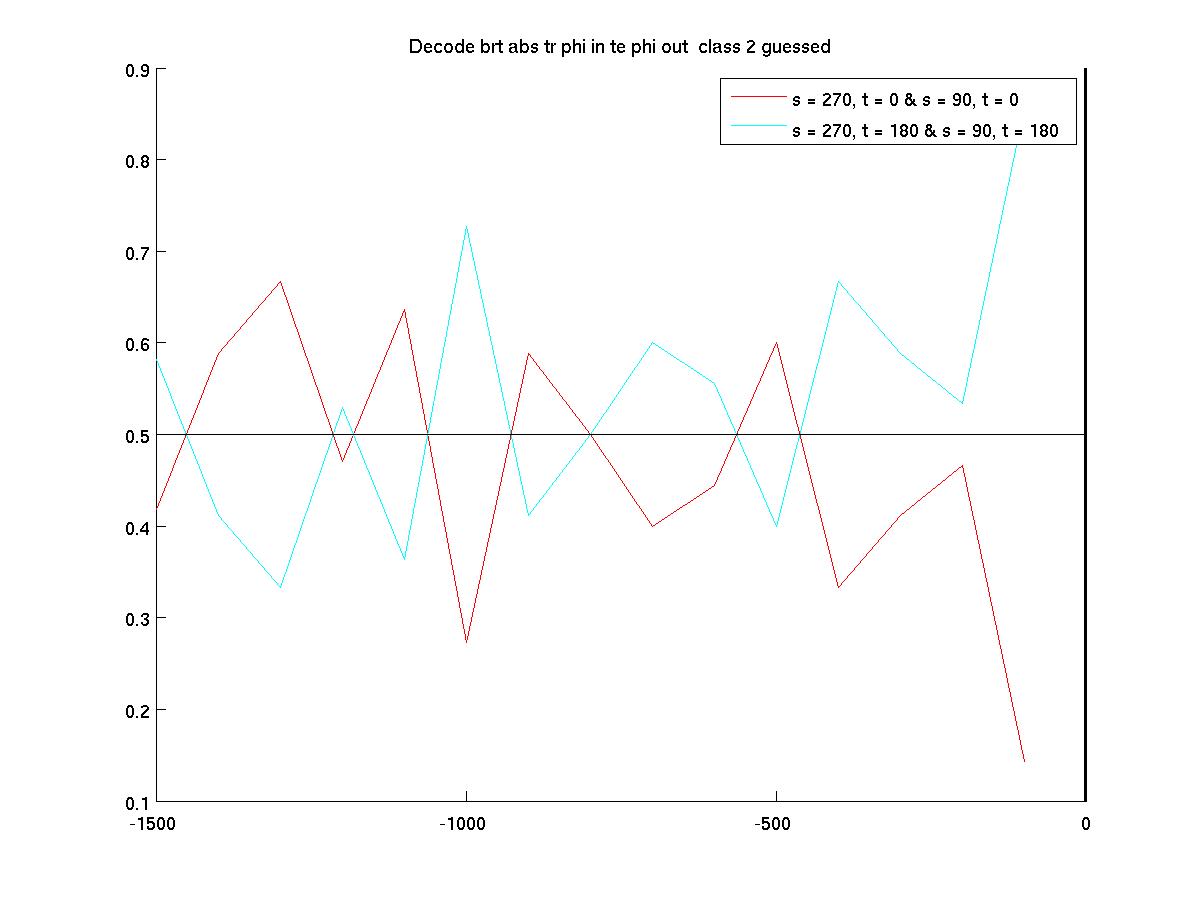 Decode brt abs tr phi in te phi out class 2 guessed
s = 270, t = 0 & s = 90, t = 0
s = 270, t = 180 & s = 90, t = 180
0.9
0.8
0.7
0.6
0.5
0.4
0.3
0.2
0.1
-1500 -1000 -500 0